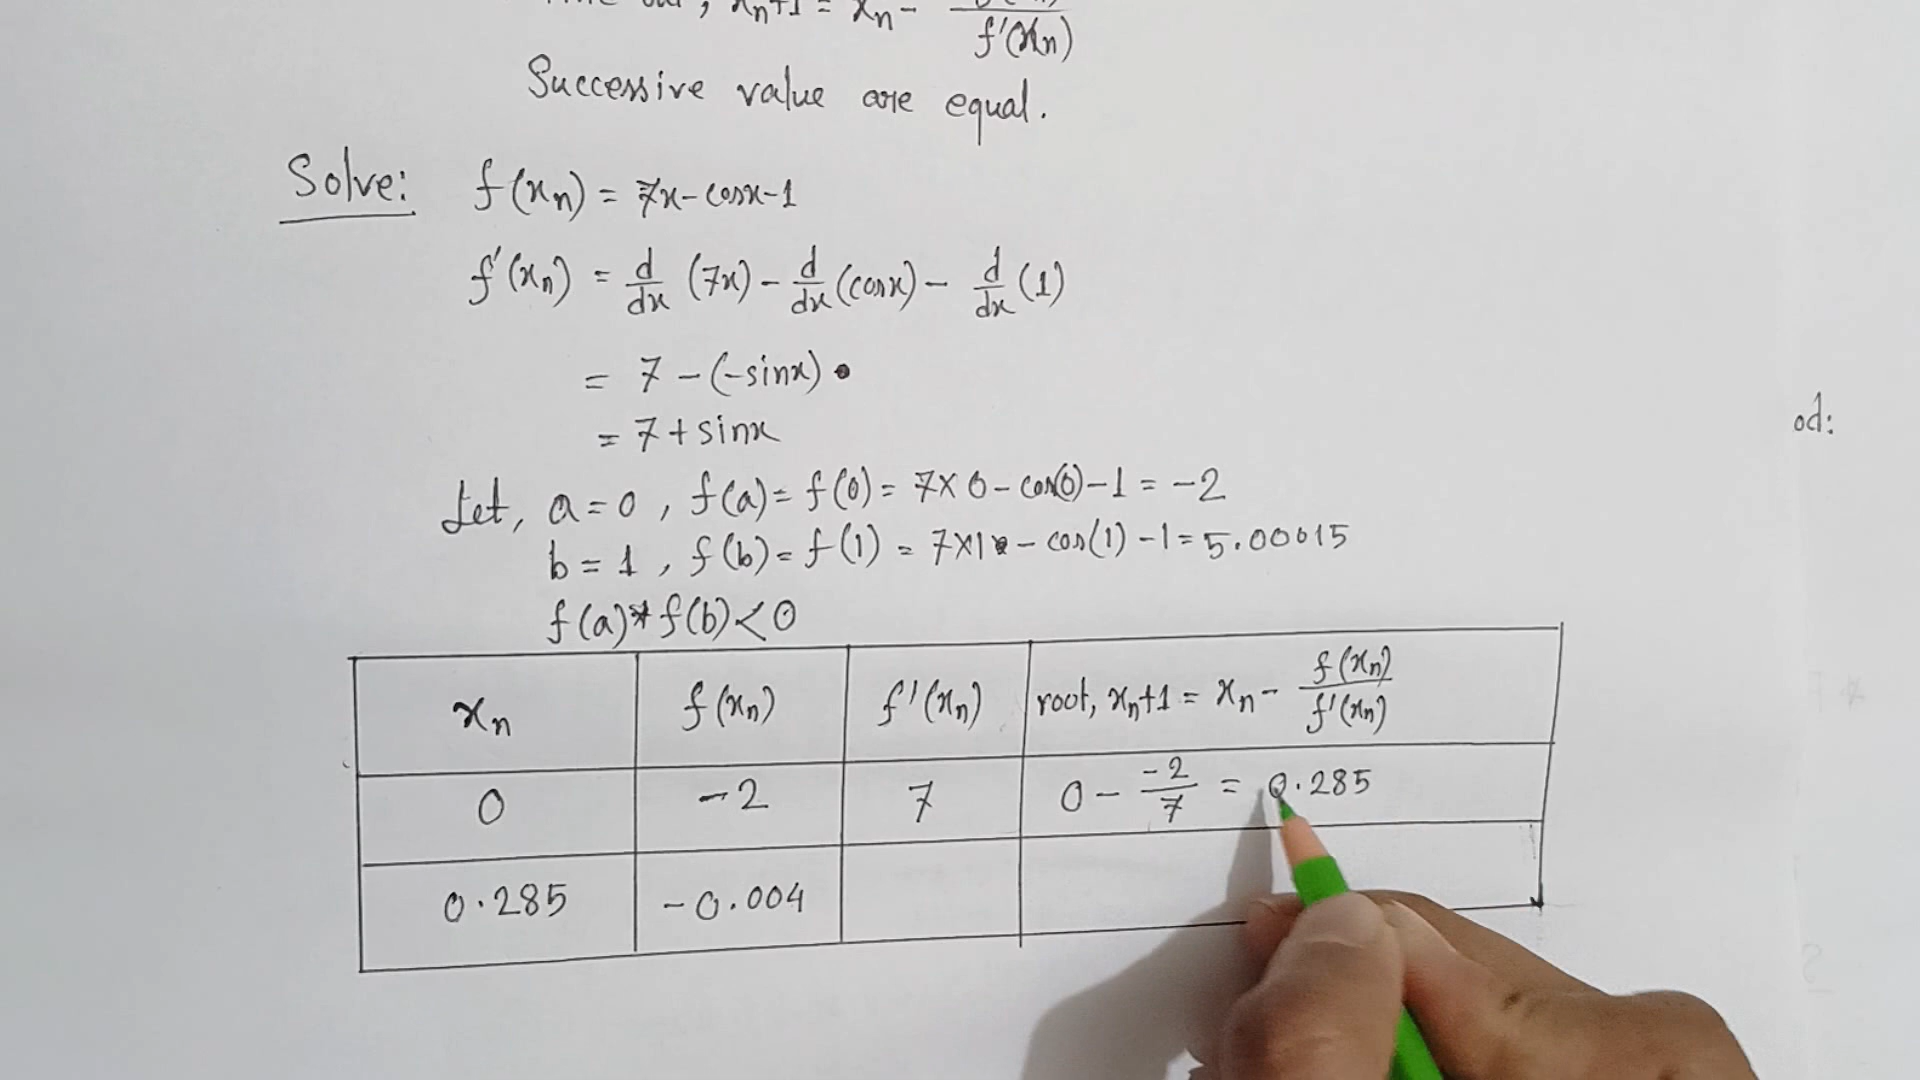 , xn+1 = xn - f'(xn)
Successive value are equal.
Solve: f(xn) = 7x-cosx-1
f'(xn) = d/dx (7x) - d/dx (cosx) - d/dx (1)
= 7 - (-sinx)
= 7 + sinx
Let, a = 0, f(a) = f(0) = 7×0 - cos(0) - 1 = -2
b = 1, f(b) = f(1) = 7×1 - cos(1) - 1 = 5.00015
f(a)*f(b) < 0
xn f(xn) f'(xn) root, xn+1 = xn - f(xn)/f'(xn)
0 -2 7 0 - -2/7 = 0.285
0.285 -0.004
od: